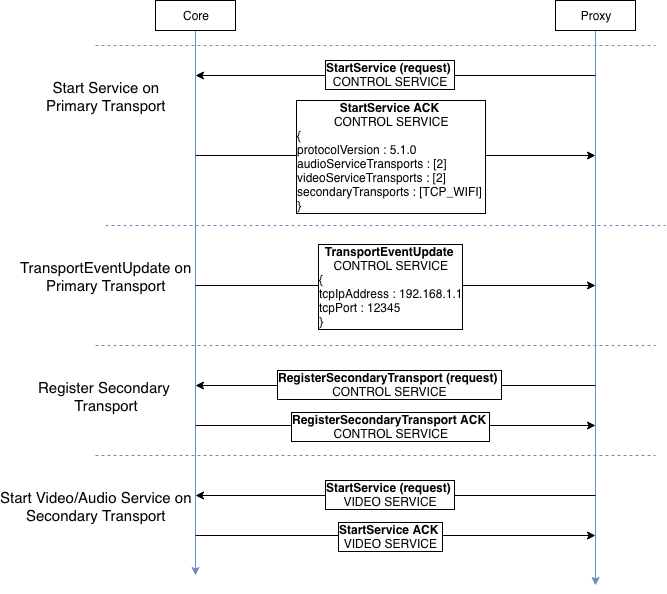 Core
Proxy
Start Service on
Primary Transport
StartService (request)
CONTROL SERVICE
StartService ACK
CONTROL SERVICE
{
protocolVersion : 5.1.0
audioServiceTransports : [2]
videoServiceTransports : [2]
secondaryTransports : [TCP_WIFI]
}
TransportEventUpdate on
Primary Transport
TransportEventUpdate
CONTROL SERVICE
{
tcpIpAddress : 192.168.1.1
tcpPort : 12345
}
Register Secondary
Transport
RegisterSecondaryTransport (request)
CONTROL SERVICE
RegisterSecondaryTransport ACK
CONTROL SERVICE
Start Video/Audio Service on
Secondary Transport
StartService (request)
VIDEO SERVICE
StartService ACK
VIDEO SERVICE